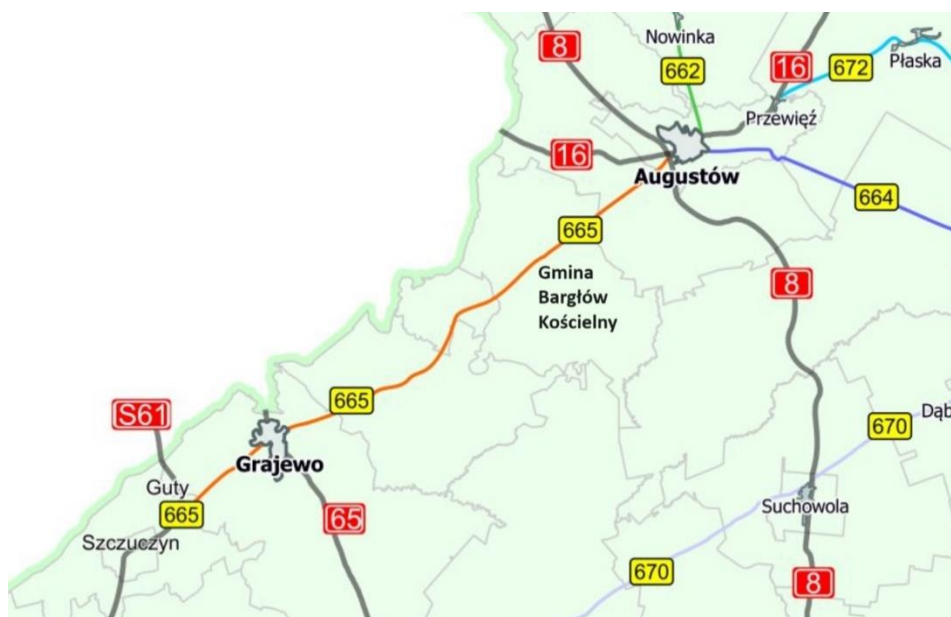 8
Nowinka
662
16
672
Płaska
Przewięź
16
Augustów
664
665
Gmina
Bargłów
Kościelny
8
665
S61
670
Dąb
Grajewo
Guty
665
65
Suchowola
Szczuczyn
670
8